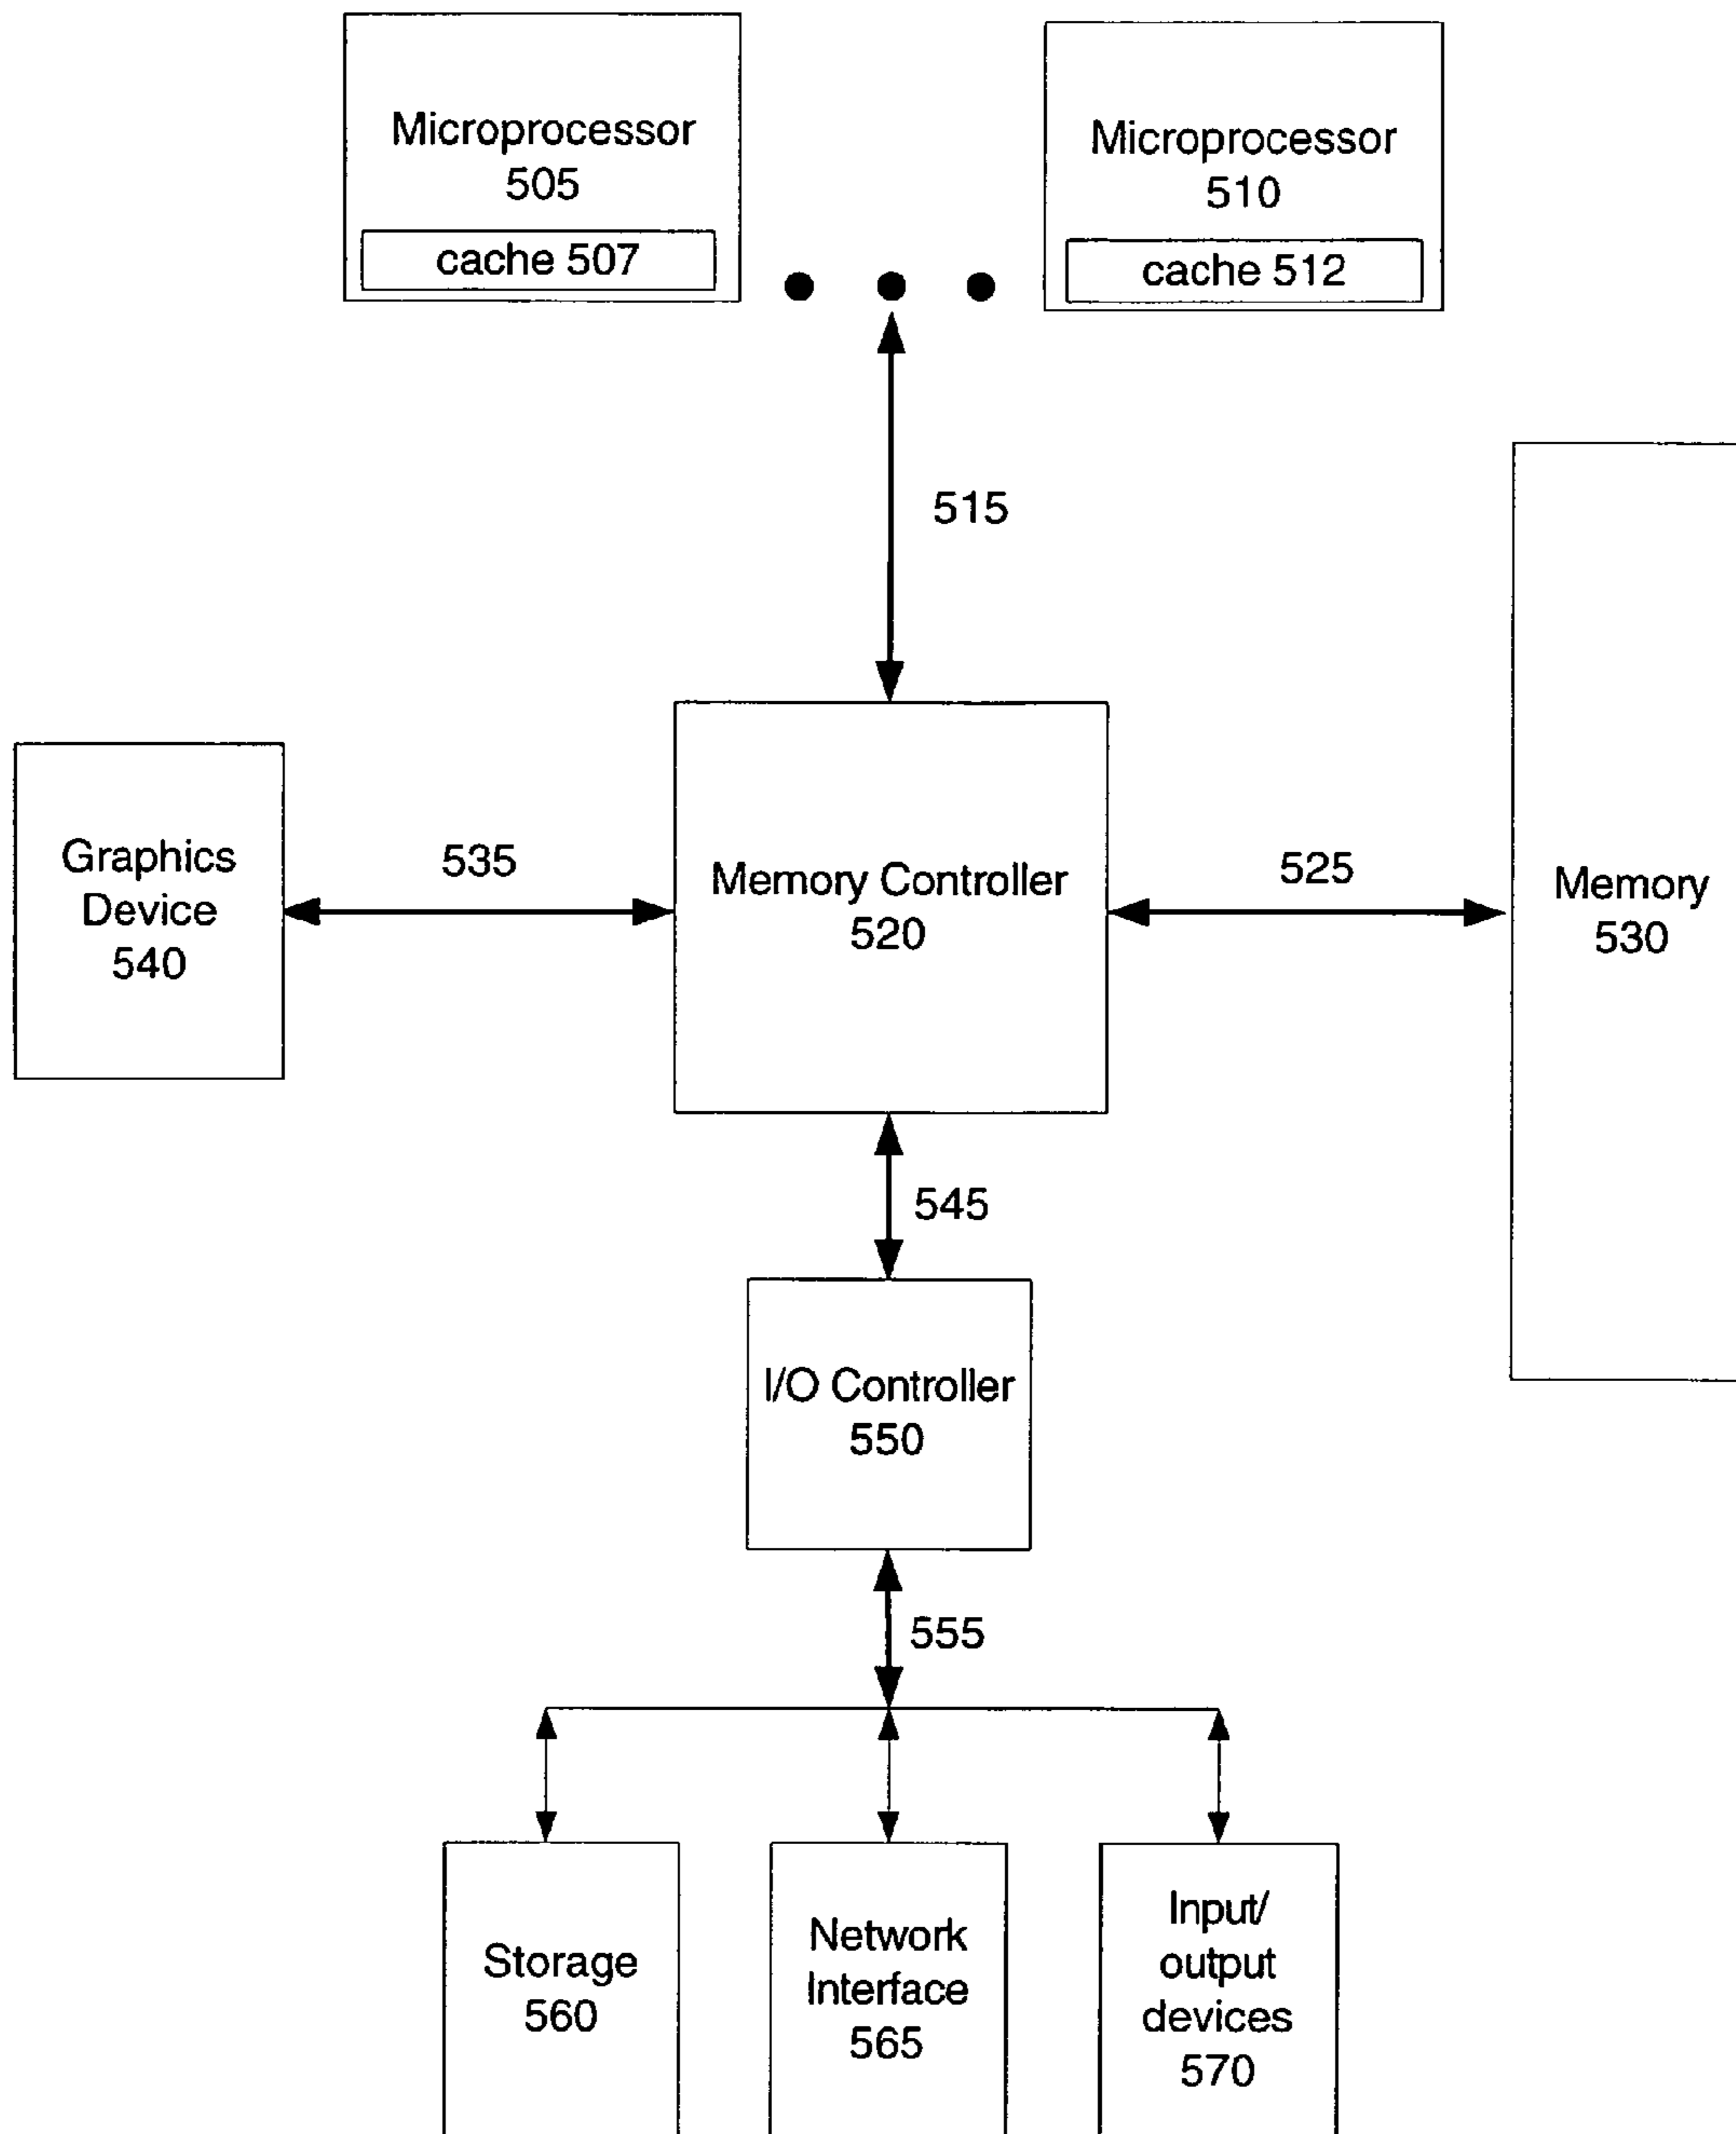 Microprocessor
505
cache 507
Microprocessor
510
cache 512
515
Graphics
Device
540
535
Memory Controller
520
525
Memory
530
545
I/O Controller
550
555
Storage
560
Network
Interface
565
Input/
output
devices
570